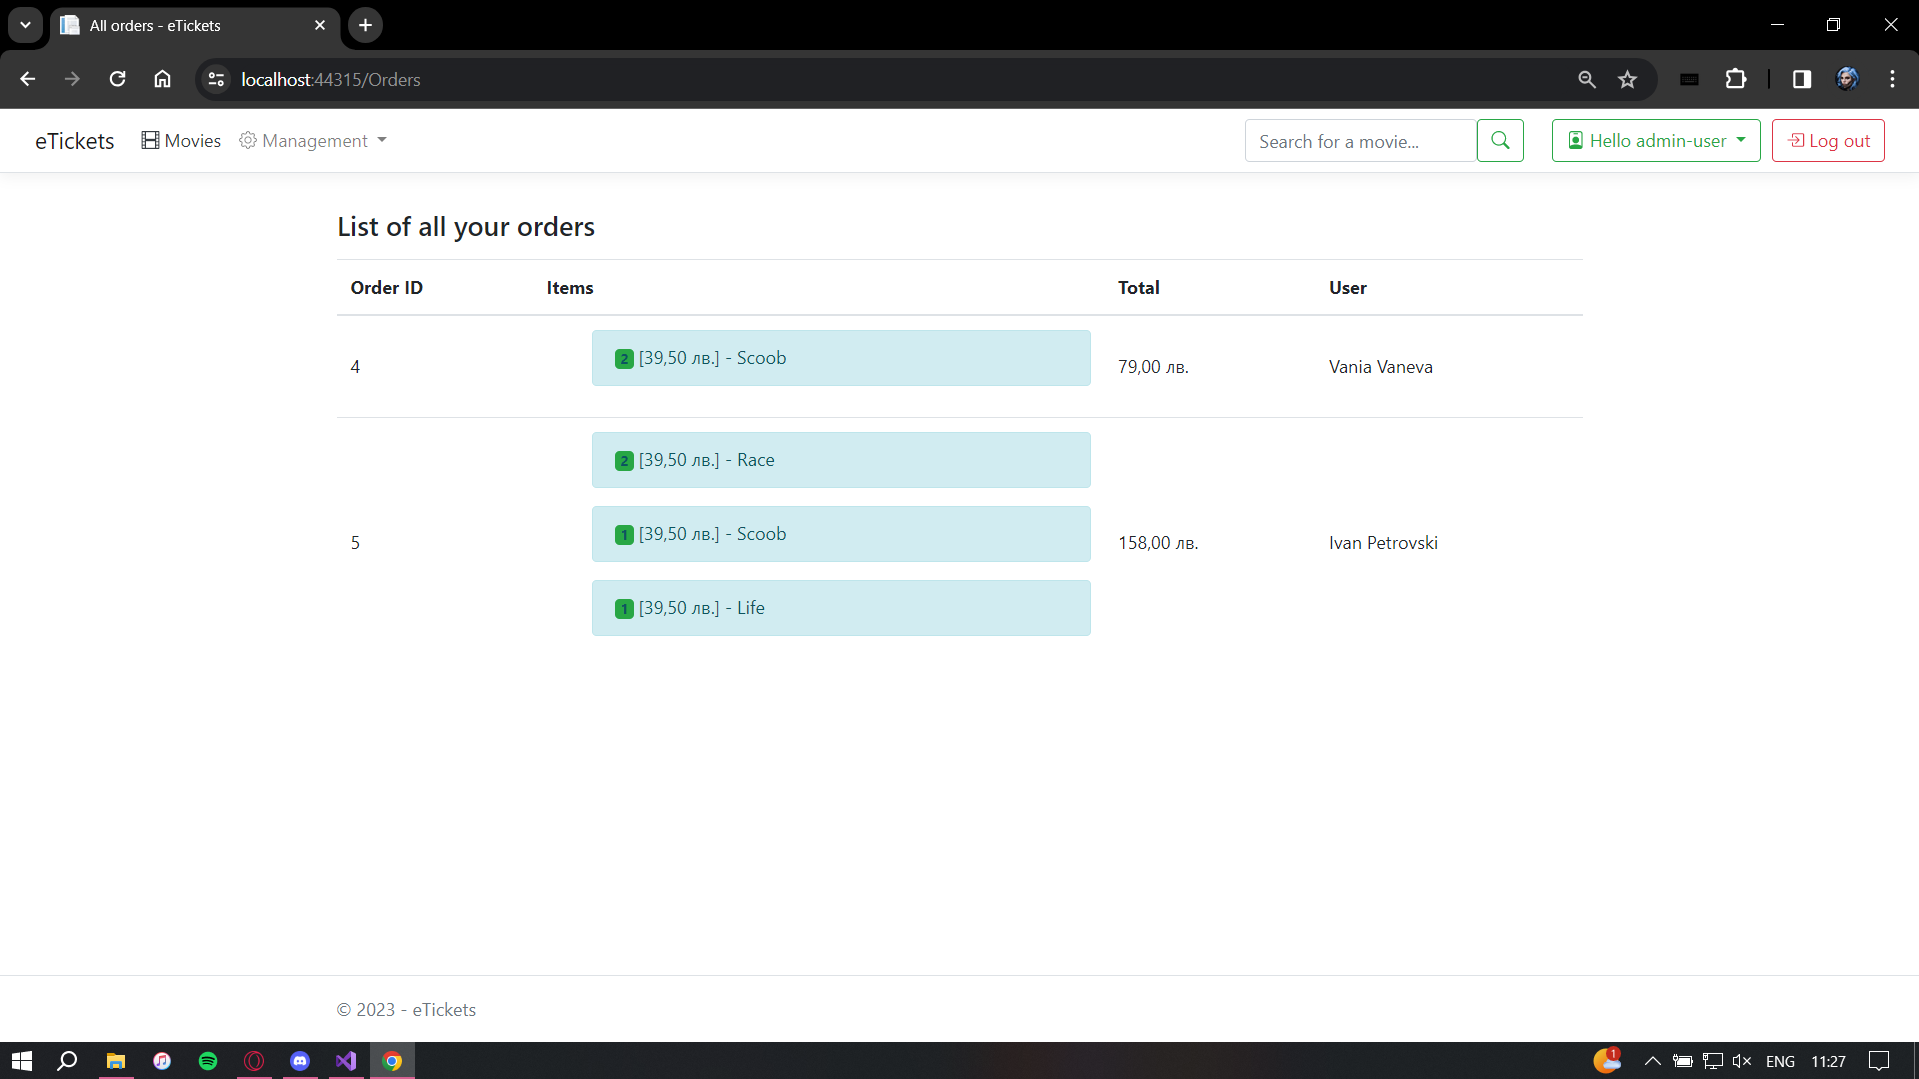 All orders - eTickets
localhost:44315/Orders
eTickets Movies Management Search for a movie... Hello admin-user Log out
List of all your orders
Order ID Items Total User
4 2 [39,50 лв.] - Scoob 79,00 лв. Vania Vaneva
2 [39,50 лв.] - Race
5 1 [39,50 лв.] - Scoob 158,00 лв. Ivan Petrovski
1 [39,50 лв.] - Life
© 2023 - eTickets
1 ENG 11:27